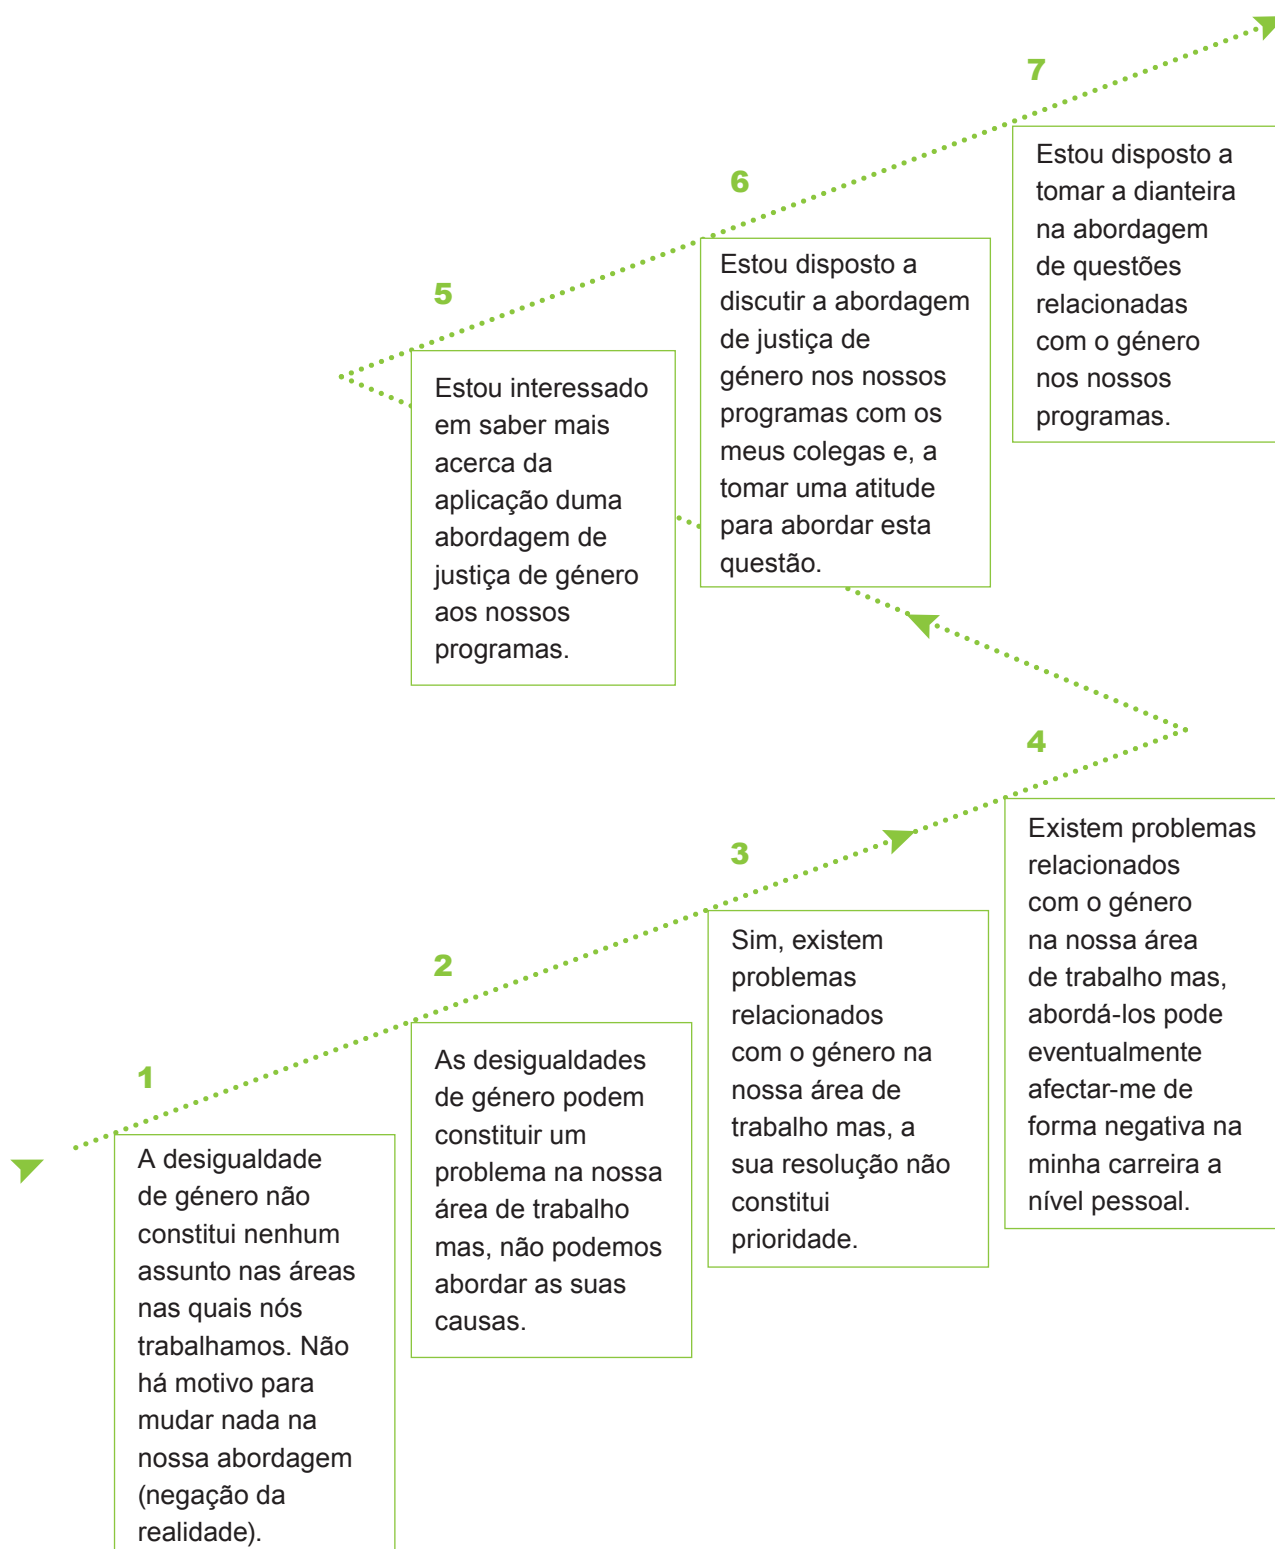 1
A desigualdade
de género não
constitui nenhum
assunto nas áreas
nas quais nós
trabalhamos. Não
há motivo para
mudar nada na
nossa abordagem
(negação da
realidade).
2
As desigualdades
de género podem
constituir um
problema na nossa
área de trabalho
mas, não podemos
abordar as suas
causas.
3
Sim, existem
problemas
relacionados
com o género na
nossa área de
trabalho mas, a
sua resolução não
constitui
prioridade.
4
Existem problemas
relacionados
com o género
na nossa área
de trabalho mas,
abordá-los pode
eventualmente
afectar-me de
forma negativa na
minha carreira a
nível pessoal.
5
Estou interessado
em saber mais
acerca da
aplicação duma
abordagem de
justiça de género
aos nossos
programas.
6
Estou disposto a
discutir a abordagem
de justiça de
género nos nossos
programas com os
meus colegas e, a
tomar uma atitude
para abordar esta
questão.
7
Estou disposto a
tomar a dianteira
na abordagem
de questões
relacionadas
com o género
nos nossos
programas.